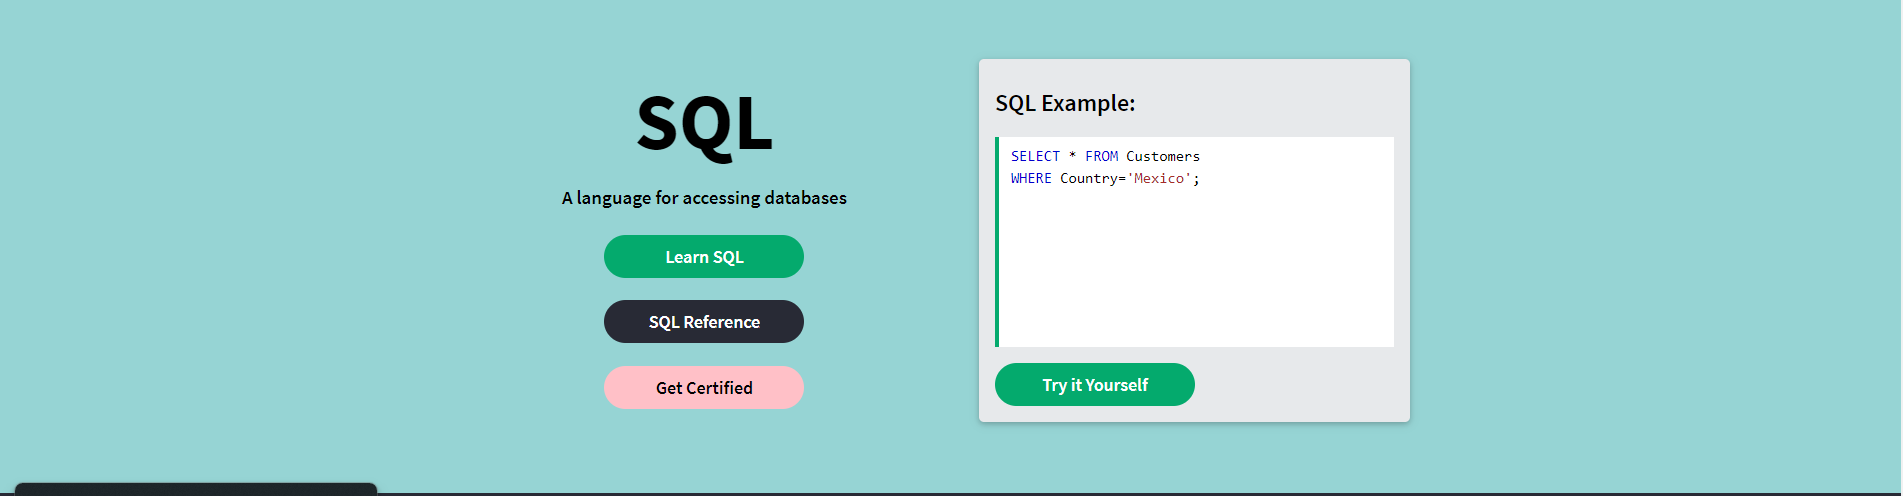 SQL
A language for accessing databases
Learn SQL
SQL Reference
Get Certified
SQL Example:
SELECT * FROM Customers
WHERE Country='Mexico';
Try it Yourself